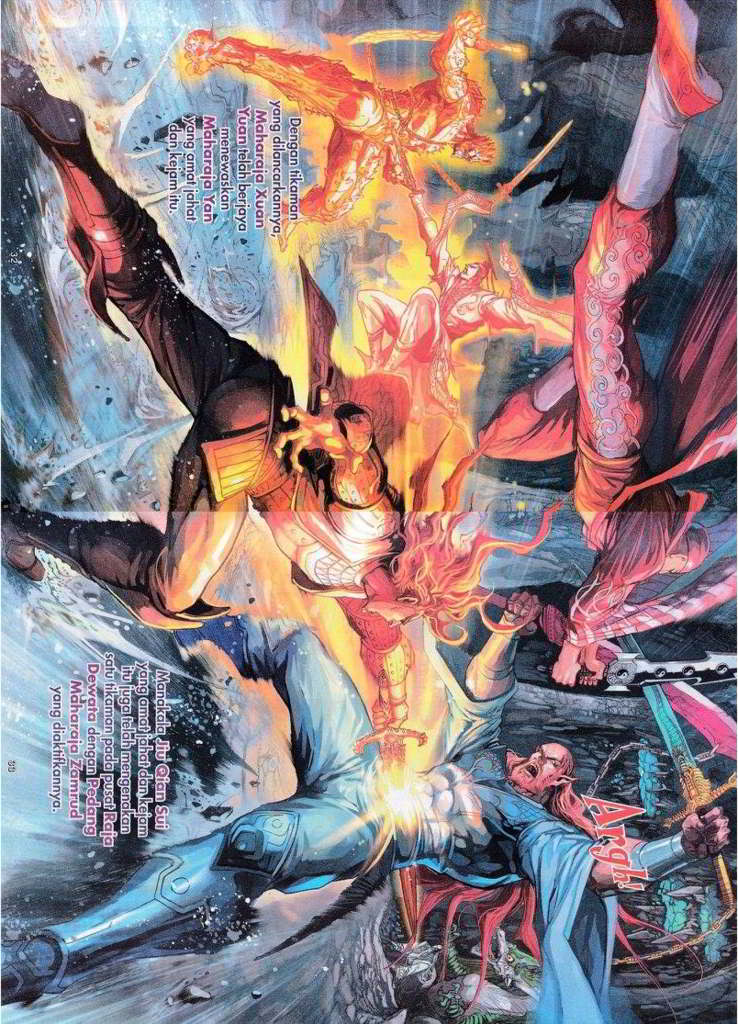 Dengan tikaman
yang dilancarkannya,
Maharaja Xuan
Yuan telah berjaya
menewaskan
Maharaja Yan
yang amat jahat
dan kejam itu.
32
Manakala Jiu Qian Sui
yang amat jahat dan kejam
itu juga telah mengenakan
satu tikaman pada pusat Raja
Dewata dengan Pedang
Maharaja Zamrud
yang diaktifkannya.
Argh!